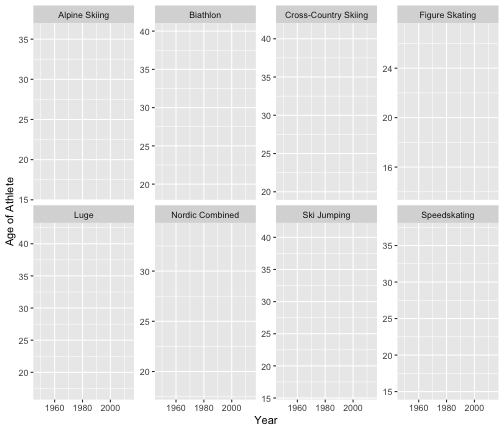 Alpine Skiing
Biathlon
Cross-Country Skiing
Figure Skating
35
30
25
20
15
40
35
30
25
20
40
35
30
25
20
24
20
16
Age of Athlete
Luge
Nordic Combined
Ski Jumping
Speedskating
40
35
30
25
20
30
25
20
40
35
30
25
20
15
35
30
25
20
15
1960 1980 2000
1960 1980 2000
1960 1980 2000
1960 1980 2000
Year